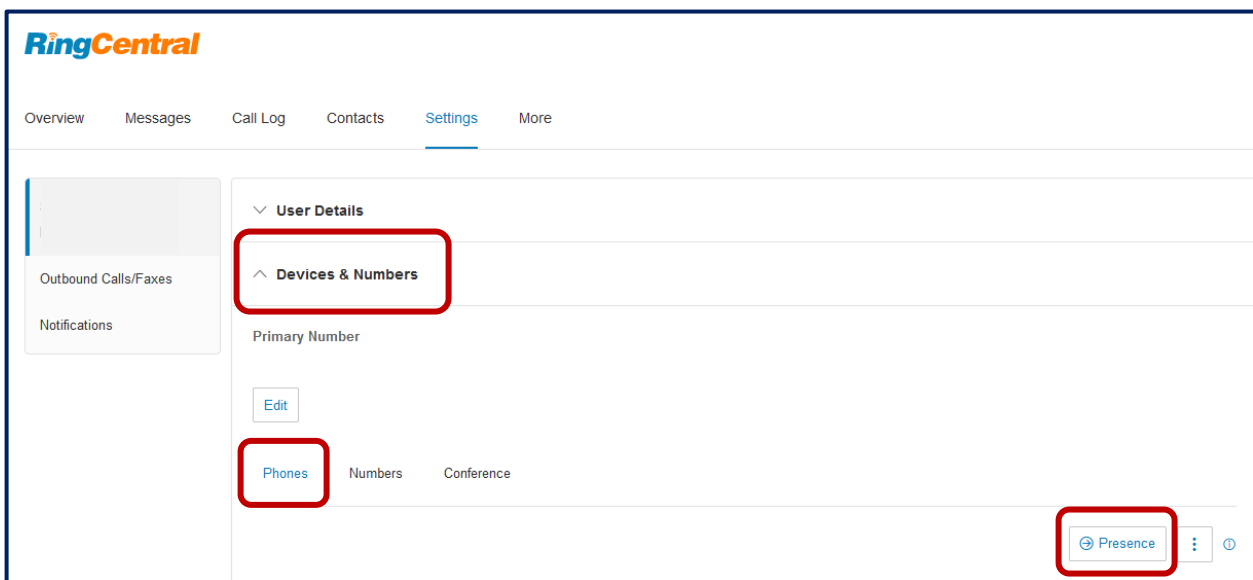 RingCentral
Overview Messages Call Log Contacts Settings More
User Details
Devices & Numbers
Outbound Calls/Faxes
Notifications
Primary Number
Edit
Phones Numbers Conference
Presence